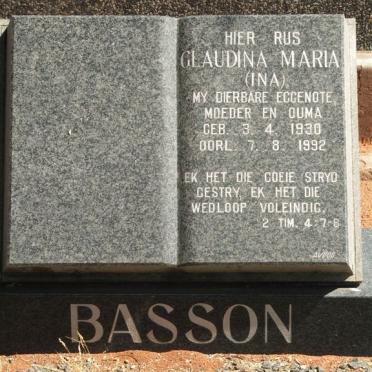 HIER RUS
GLAUDINA MARIA
(INA)
MY DIERBARE EGGENOTE,
MOEDER EN OUMA
GEB. 3. 4. 1930
OORL. 7. 8. 1992
EK HET DIE GOEIE STRYD
GESTRY, EK HET DIE
WEDLOOP VOLEINDIG.
2 TIM. 4:7-8
BASSON